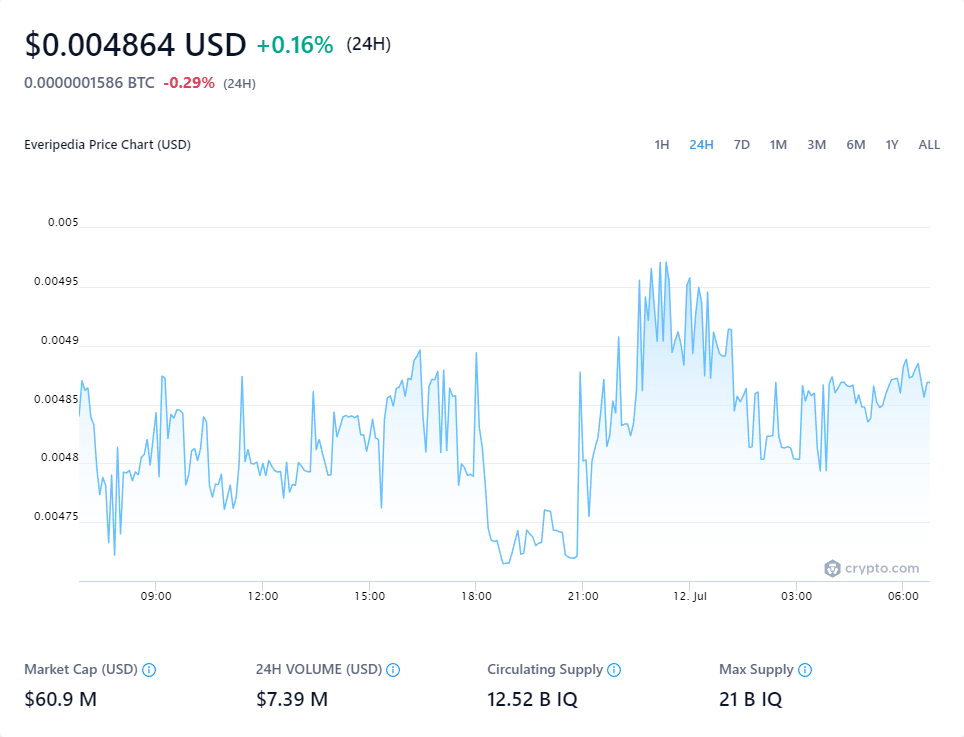 $0.004864 USD +0.16% (24H)
0.0000001586 BTC -0.29% (24H)
Everipedia Price Chart (USD)
1H 24H 7D 1M 3M 6M 1Y ALL
0.005
0.00495
0.0049
0.00485
0.0048
0.00475
crypto.com
09:00 12:00 15:00 18:00 21:00 12. Jul 03:00 06:00
Market Cap (USD) 24H VOLUME (USD) Circulating Supply Max Supply
$60.9 M $7.39 M 12.52 B IQ 21 B IQ